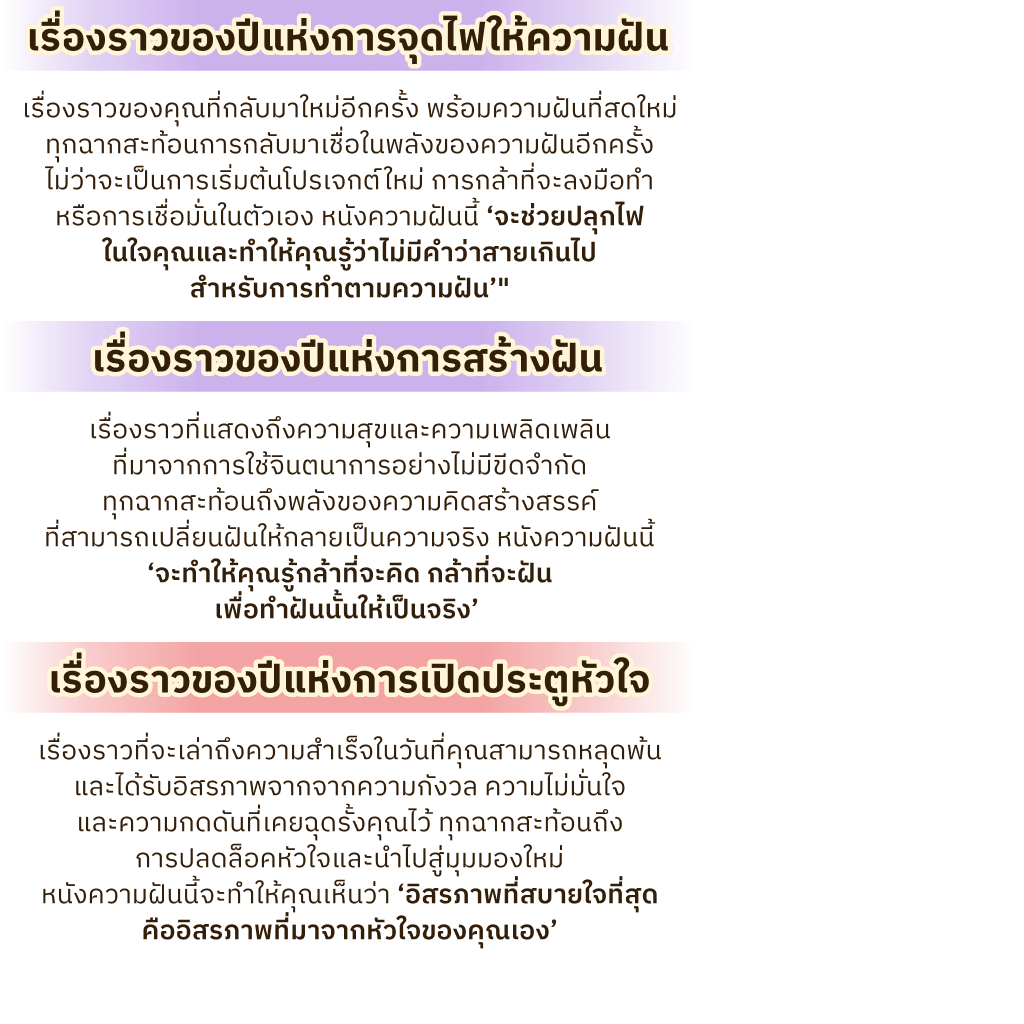 เรื่องราวของปีแห่งการจุดไฟให้ความฝัน
เรื่องราวของคุณที่กลับมาใหม่อีกครั้ง พร้อมความฝันที่สดใหม่
ทุกฉากสะท้อนการกลับมาเชื่อในพลังของความฝันอีกครั้ง
ไม่ว่าจะเป็นการเริ่มต้นโปรเจกต์ใหม่ การกล้าที่จะลงมือทำ
หรือการเชื่อมั่นในตัวเอง หนังความฝันนี้ ‘จะช่วยปลุกไฟ
ในใจคุณและทำให้คุณรู้ว่าไม่มีคำว่าสายเกินไป
สำหรับการทำตามความฝัน’"
เรื่องราวของปีแห่งการสร้างฝัน
เรื่องราวที่แสดงถึงความสุขและความเพลิดเพลิน
ที่มาจากการใช้จินตนาการอย่างไม่มีขีดจำกัด
ทุกฉากสะท้อนถึงพลังของความคิดสร้างสรรค์
ที่สามารถเปลี่ยนฝันให้กลายเป็นความจริง หนังความฝันนี้
‘จะทำให้คุณรู้กล้าที่จะคิด กล้าที่จะฝัน
เพื่อทำฝันนั้นให้เป็นจริง’
เรื่องราวของปีแห่งการเปิดประตูหัวใจ
เรื่องราวที่จะเล่าถึงความสำเร็จในวันที่คุณสามารถหลุดพ้น
และได้รับอิสรภาพจากจากความกังวล ความไม่มั่นใจ
และความกดดันที่เคยฉุดรั้งคุณไว้ ทุกฉากสะท้อนถึง
การปลดล็อคหัวใจและนำไปสู่มุมมองใหม่
หนังความฝันนี้จะทำให้คุณเห็นว่า ‘อิสรภาพที่สบายใจที่สุด
คืออิสรภาพที่มาจากหัวใจของคุณเอง’